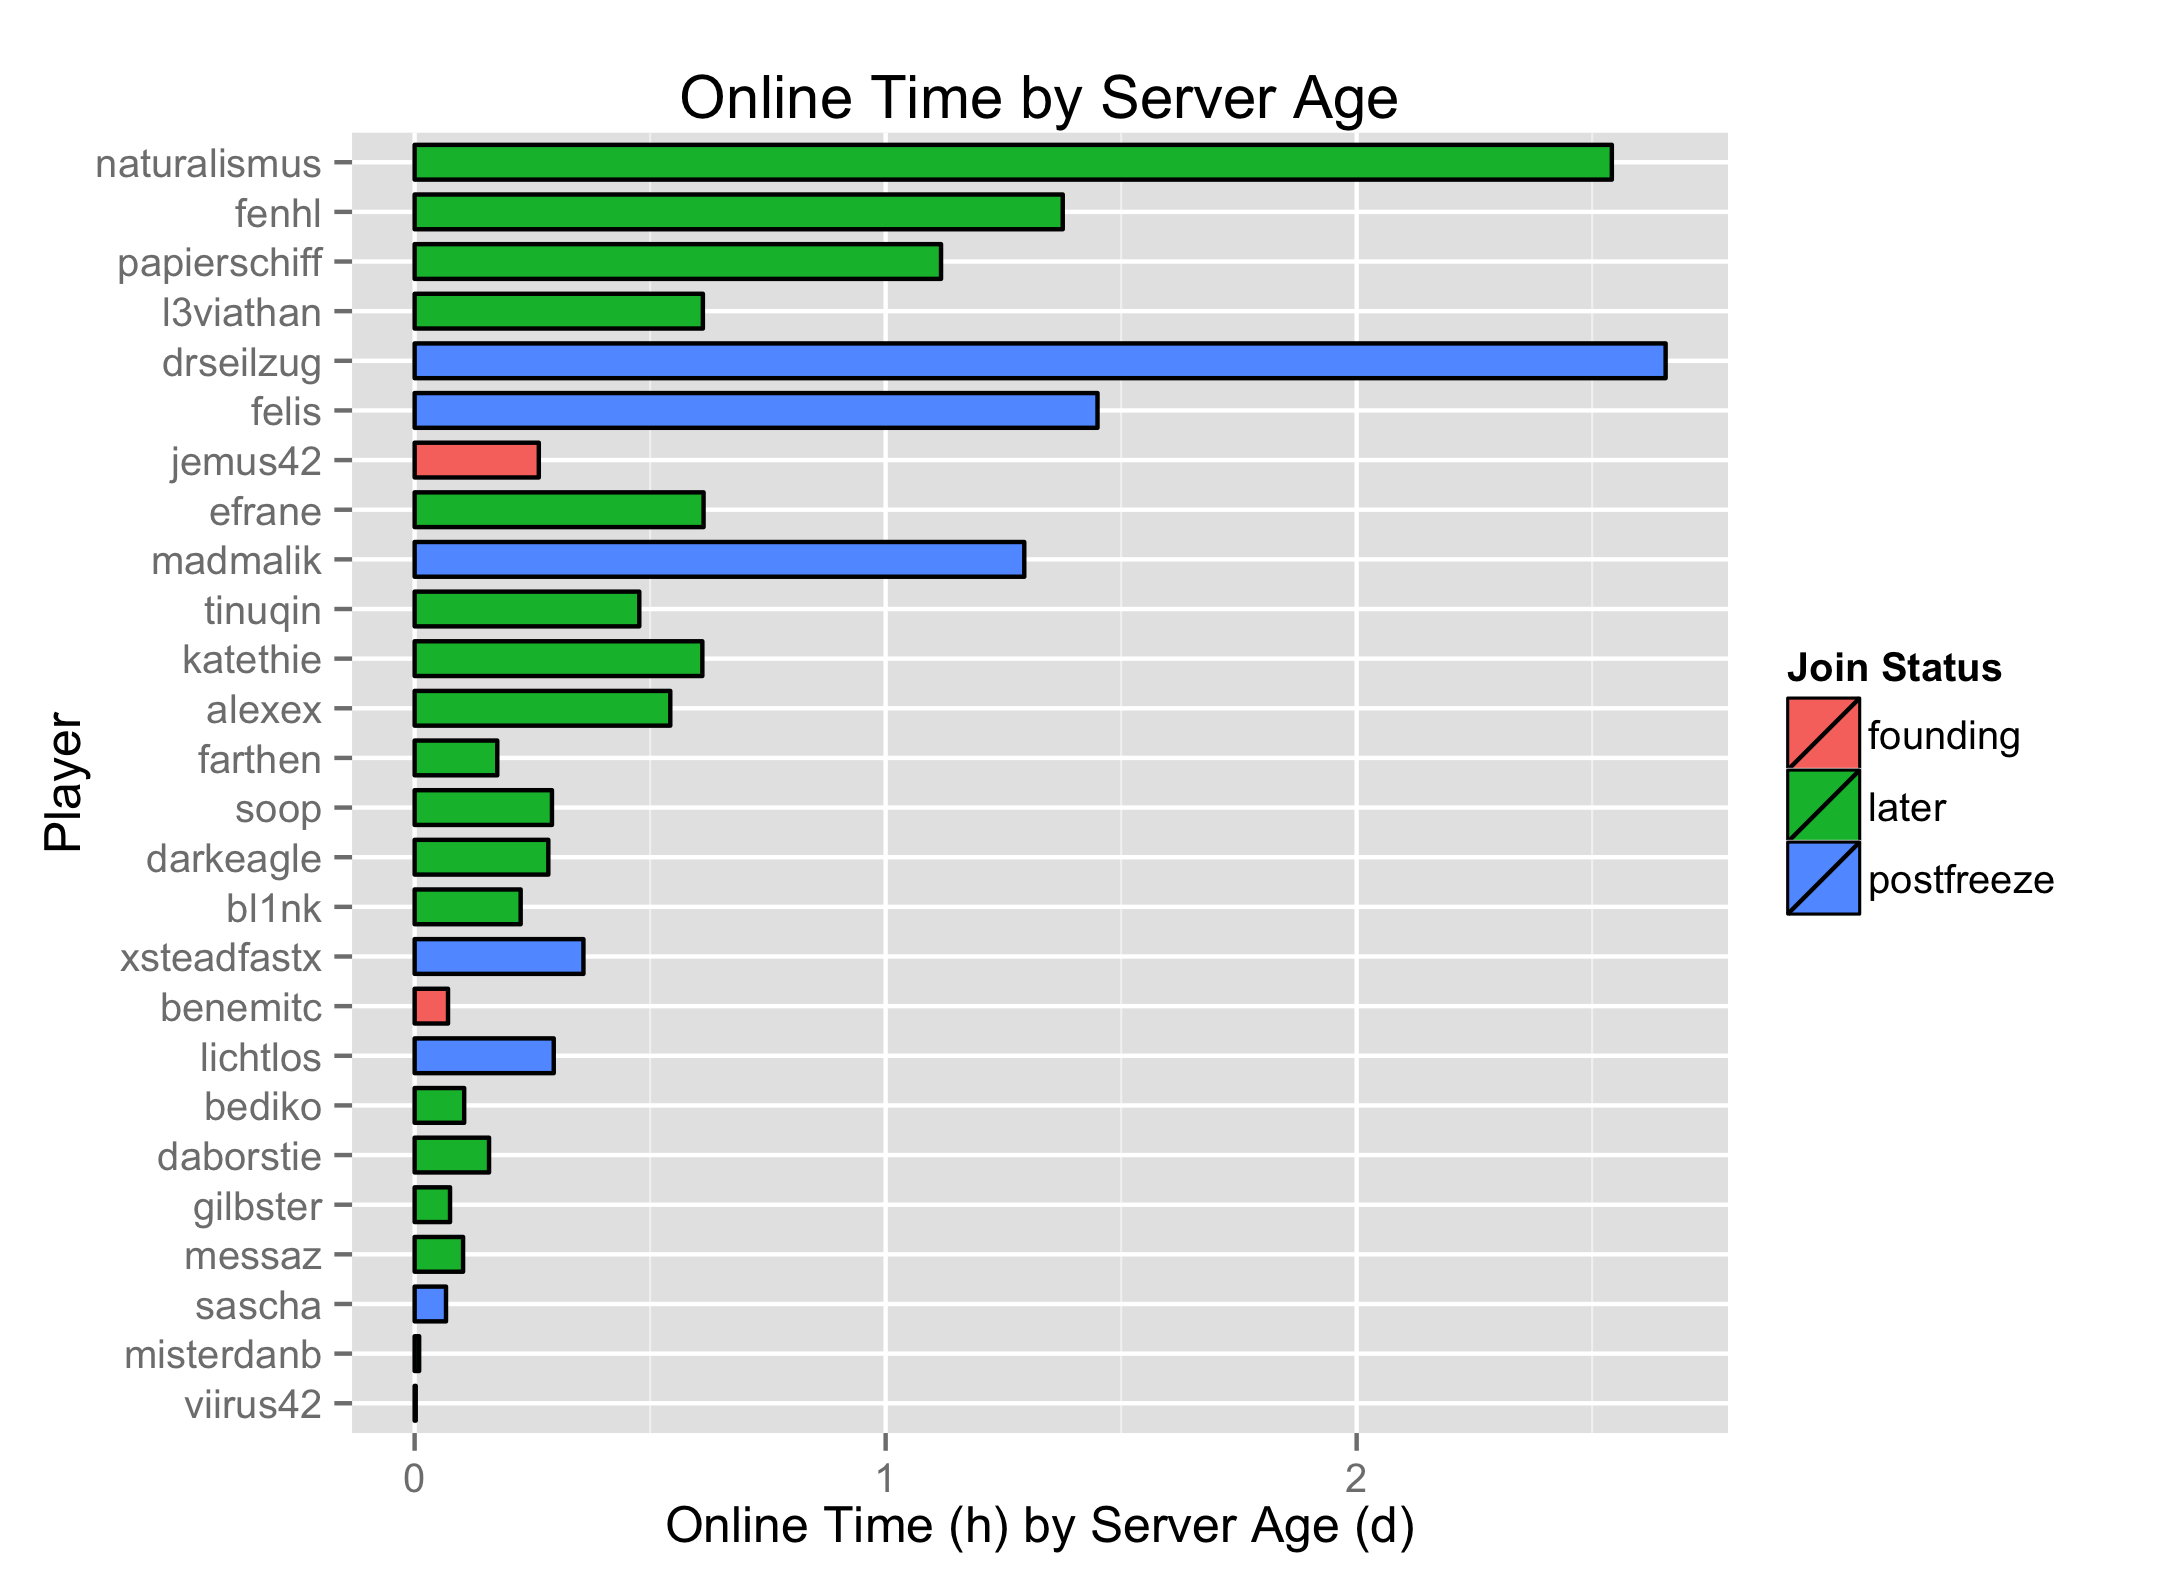 Online Time by Server Age
naturalismus
fenhl
papierschiff
l3viathan
drseilzug
felis
jemus42
efrane
madmalik
tinuqin
katethie
alexex
farthen
soop
darkeagle
bl1nk
xsteadfastx
benemitc
lichtlos
bediko
daborstie
gilbster
messaz
sascha
misterdanb
viirus42
Player
0 1 2
Online Time (h) by Server Age (d)
Join Status
founding
later
postfreeze